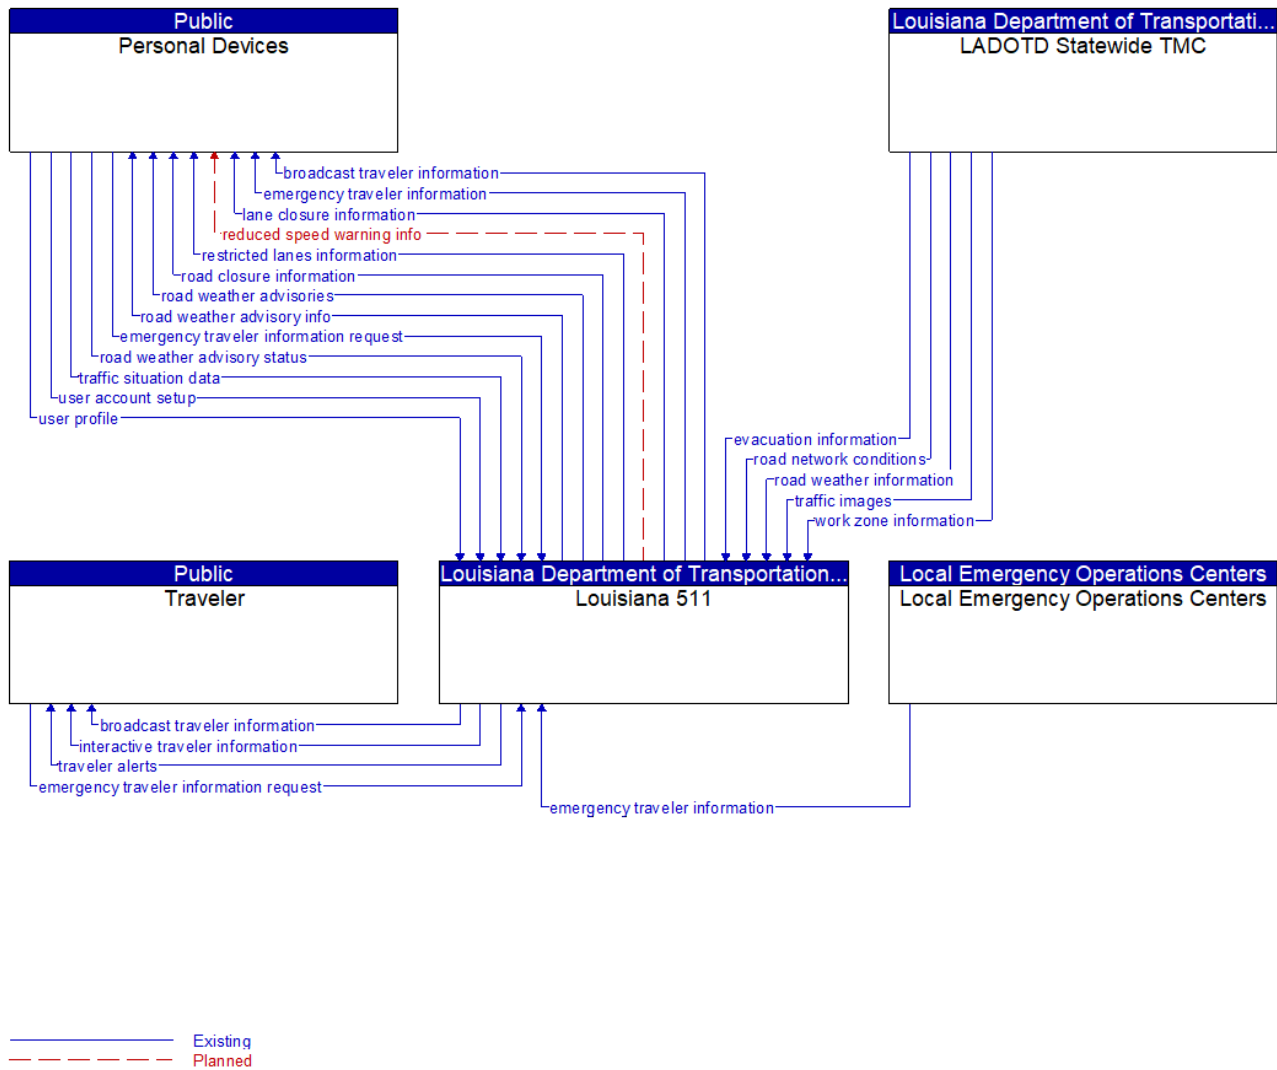 Public
Personal Devices
Louisiana Department of Transportati...
LADOTD Statewide TMC
broadcast traveler information
emergency traveler information
lane closure information
reduced speed warning info
restricted lanes information
road closure information
road weather advisories
road weather advisory info
emergency traveler information request
road weather advisory status
traffic situation data
user account setup
user profile
evacuation information
road network conditions
road weather information
traffic images
work zone information
Public
Traveler
Louisiana Department of Transportation...
Louisiana 511
Local Emergency Operations Centers
Local Emergency Operations Centers
broadcast traveler information
interactive traveler information
traveler alerts
emergency traveler information request
emergency traveler information
Existing
Planned